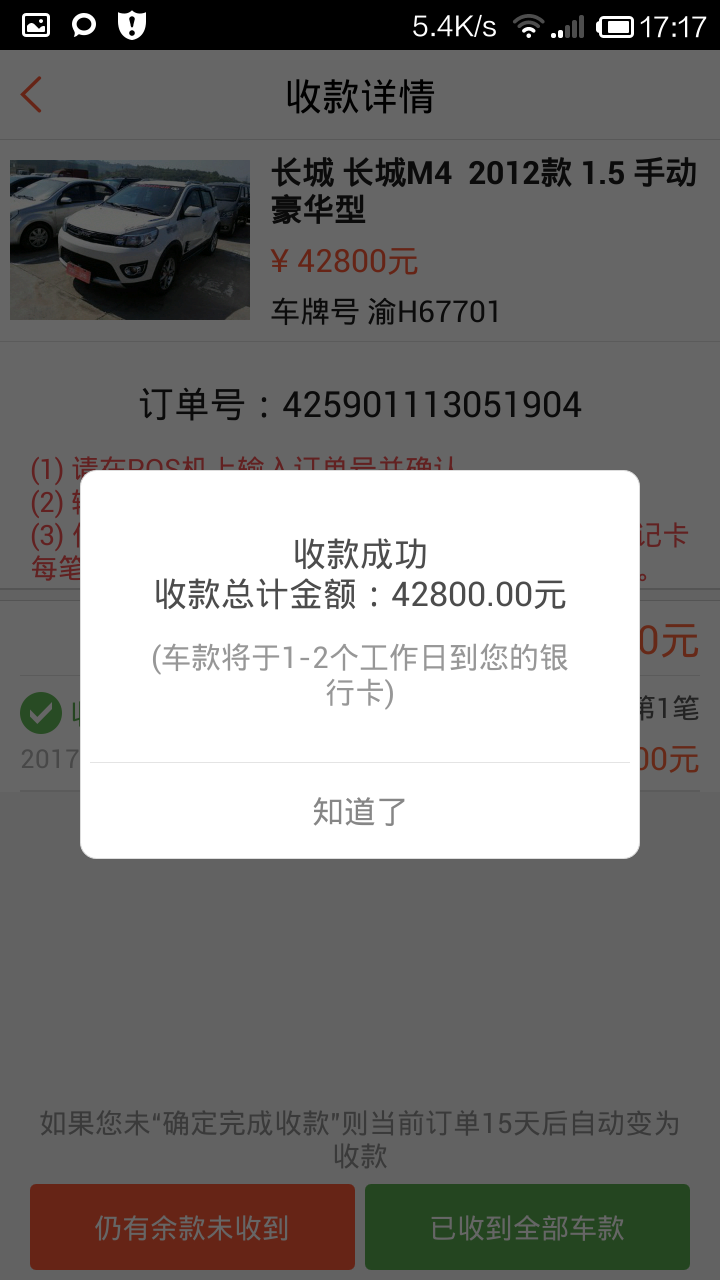 5.4K/s 17:17
收款详情
长城 长城M4 2012款 1.5 手动
豪华型
¥ 42800元
车牌号 渝H67701
订单号：425901113051904
(1) 请在POS机上输入订单号并确认
(2)
(3)
记卡
每笔
。
收款成功
收款总计金额：42800.00元
(车款将于1-2个工作日到您的银
行卡)
知道了
0元
第1笔
2017
00元
如果您未“确定完成收款”则当前订单15天后自动变为
收款
仍有余款未收到
已收到全部车款